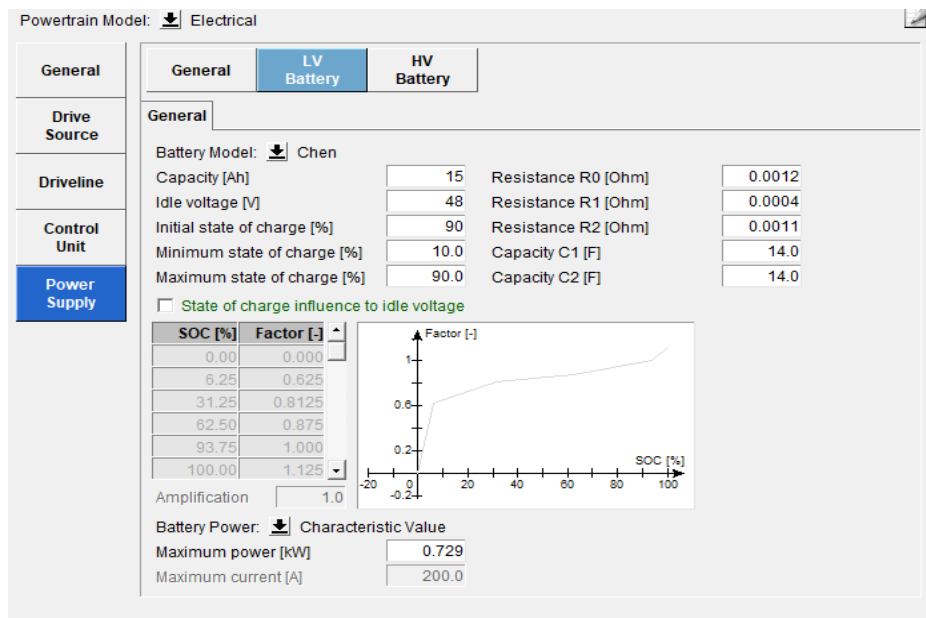 Powertrain Model: Electrical
General
Drive
Source
Driveline
Control
Unit
Power
Supply
General
LV
Battery
HV
Battery
General
Battery Model: Chen
Capacity [Ah] 15 Resistance R0 [Ohm] 0.0012
Idle voltage [V] 48 Resistance R1 [Ohm] 0.0004
Initial state of charge [%] 90 Resistance R2 [Ohm] 0.0011
Minimum state of charge [%] 10.0 Capacity C1 [F] 14.0
Maximum state of charge [%] 90.0 Capacity C2 [F] 14.0
State of charge influence to idle voltage
SOC [%] Factor [-]
0.00 0.000
6.25 0.625
31.25 0.8125
62.50 0.875
93.75 1.000
100.00 1.125
Amplification 1.0
Factor [-]
1
0.6
0.2
-0.2
SOC [%]
-20 0 20 40 60 80 100
Battery Power: Characteristic Value
Maximum power [kW] 0.729
Maximum current [A] 200.0